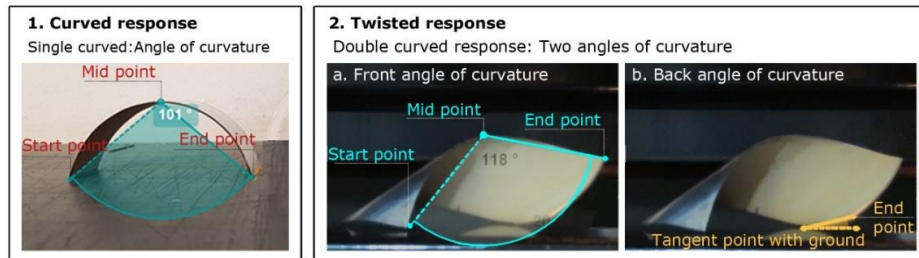 1. Curved response
Single curved:Angle of curvature
Mid point
101 °
Start point
End point
2. Twisted response
Double curved response: Two angles of curvature
a. Front angle of curvature
Mid point
End point
Start point
118 °
b. Back angle of curvature
End
point
Tangent point with ground